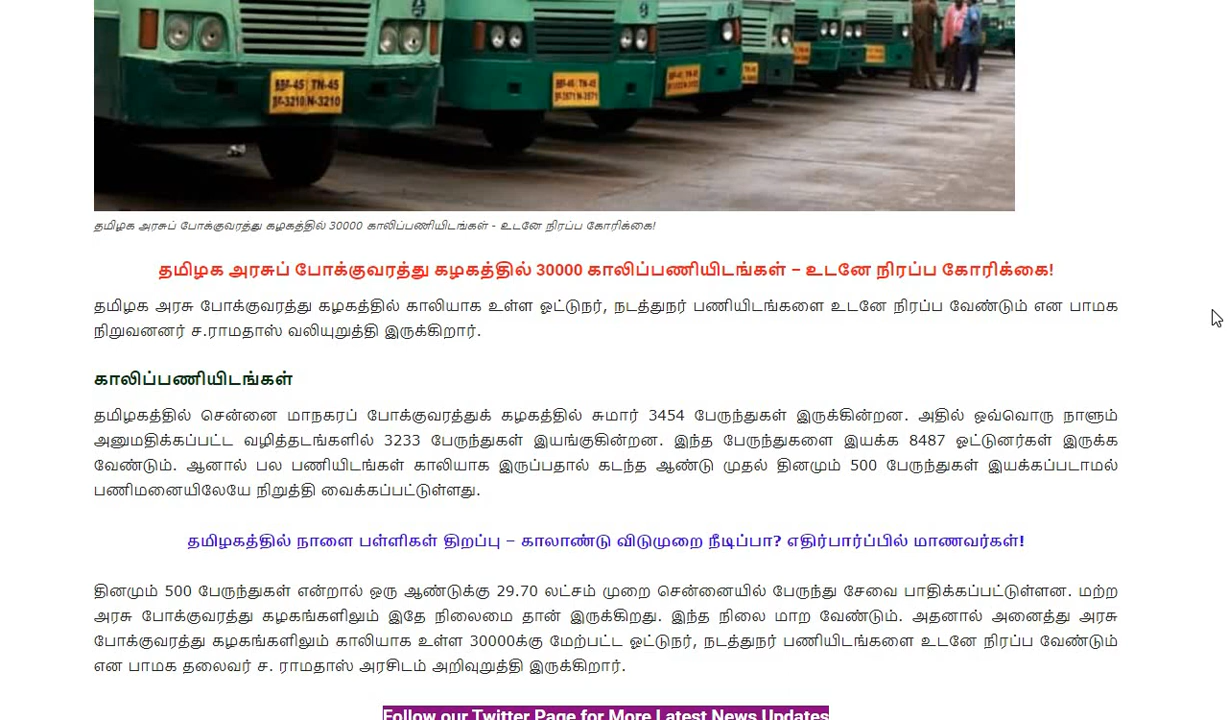 தநா-45 TN-45
நா-3210 N-3210
தமிழக அரசுப் போக்குவரத்து கழகத்தில் 30000 காலிப்பணியிடங்கள் - உடனே நிரப்ப கோரிக்கை!
தமிழக அரசுப் போக்குவரத்து கழகத்தில் 30000 காலிப்பணியிடங்கள் – உடனே நிரப்ப கோரிக்கை!
தமிழக அரசு போக்குவரத்து கழகத்தில் காலியாக உள்ள ஓட்டுநர், நடத்துநர் பணியிடங்களை உடனே நிரப்ப வேண்டும் என பாமக
நிறுவனனர் ச.ராமதாஸ் வலியுறுத்தி இருக்கிறார்.
காலிப்பணியிடங்கள்
தமிழகத்தில் சென்னை மாநகரப் போக்குவரத்துக் கழகத்தில் சுமார் 3454 பேருந்துகள் இருக்கின்றன. அதில் ஒவ்வொரு நாளும்
அனுமதிக்கப்பட்ட வழித்தடங்களில் 3233 பேருந்துகள் இயங்குகின்றன. இந்த பேருந்துகளை இயக்க 8487 ஓட்டுனர்கள் இருக்க
வேண்டும். ஆனால் பல பணியிடங்கள் காலியாக இருப்பதால் கடந்த ஆண்டு முதல் தினமும் 500 பேருந்துகள் இயக்கப்படாமல்
பணிமனையிலேயே நிறுத்தி வைக்கப்பட்டுள்ளது.
தமிழகத்தில் நாளை பள்ளிகள் திறப்பு – காலாண்டு விடுமுறை நீடிப்பா? எதிர்பார்ப்பில் மாணவர்கள்!
தினமும் 500 பேருந்துகள் என்றால் ஒரு ஆண்டுக்கு 29.70 லட்சம் முறை சென்னையில் பேருந்து சேவை பாதிக்கப்பட்டுள்ளன. மற்ற
அரசு போக்குவரத்து கழகங்களிலும் இதே நிலைமை தான் இருக்கிறது. இந்த நிலை மாற வேண்டும். அதனால் அனைத்து அரசு
போக்குவரத்து கழகங்களிலும் காலியாக உள்ள 30000க்கு மேற்பட்ட ஓட்டுநர், நடத்துநர் பணியிடங்களை உடனே நிரப்ப வேண்டும்
என பாமக தலைவர் ச. ராமதாஸ் அரசிடம் அறிவுறுத்தி இருக்கிறார்.
Follow our Twitter Page for More Latest News Updates